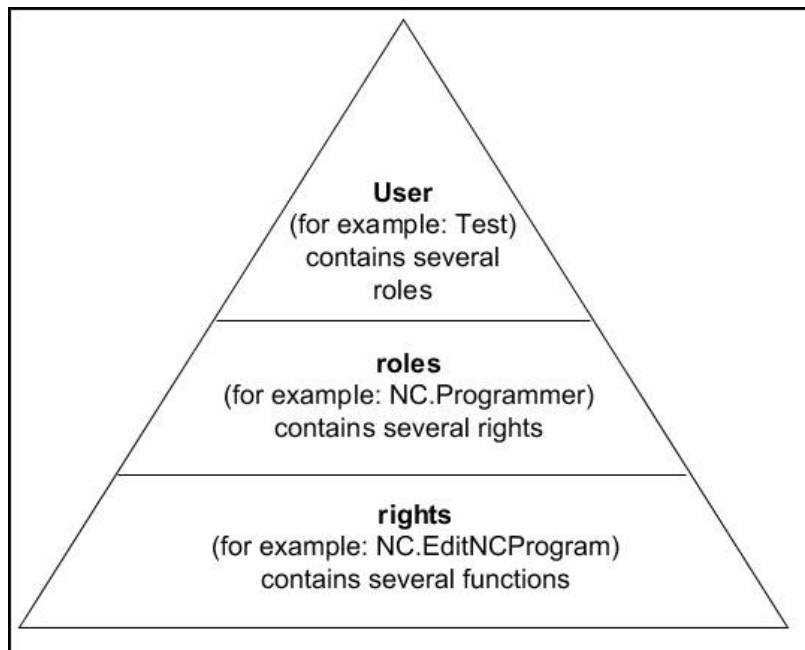 User
(for example: Test)
contains several
roles
roles
(for example: NC.Programmer)
contains several rights
rights
(for example: NC.EditNCProgram)
contains several functions